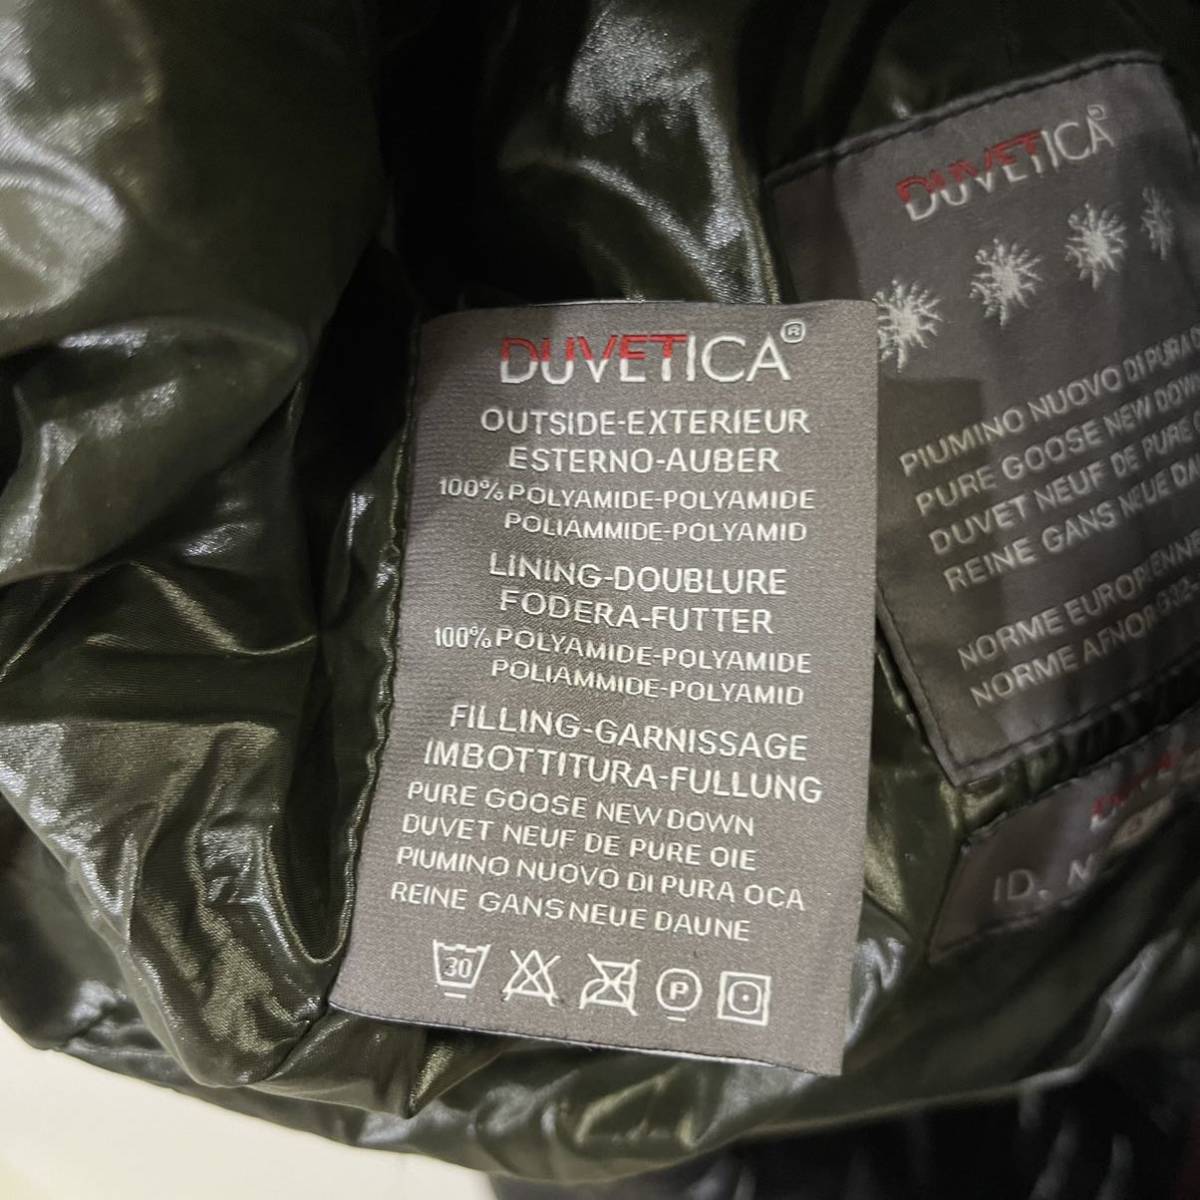 DUVETICA®
OUTSIDE-EXTERIEUR
ESTERNO-AUBER
100% POLYAMIDE-POLYAMIDE
POLIAMMIDE-POLYAMID
LINING-DOUBLURE
FODERA-FUTTER
100% POLYAMIDE-POLYAMIDE
POLIAMMIDE-POLYAMID
FILLING-GARNISSAGE
IMBOTTITURA-FULLUNG
PURE GOOSE NEW DOWN
DUVET NEUF DE PURE OIE
PIUMINO NUOVO DI PURA OCA
REINE GANS NEUE DAUNE
30
P
DUVETICA®
PIUMINO NUOVO DI PURA
PURE GOOSE NEW DOWN
DUVET NEUF DE PURE
REINE GANS NEUE
NORME EUROPIENNE
NORME AFNOR
ID.